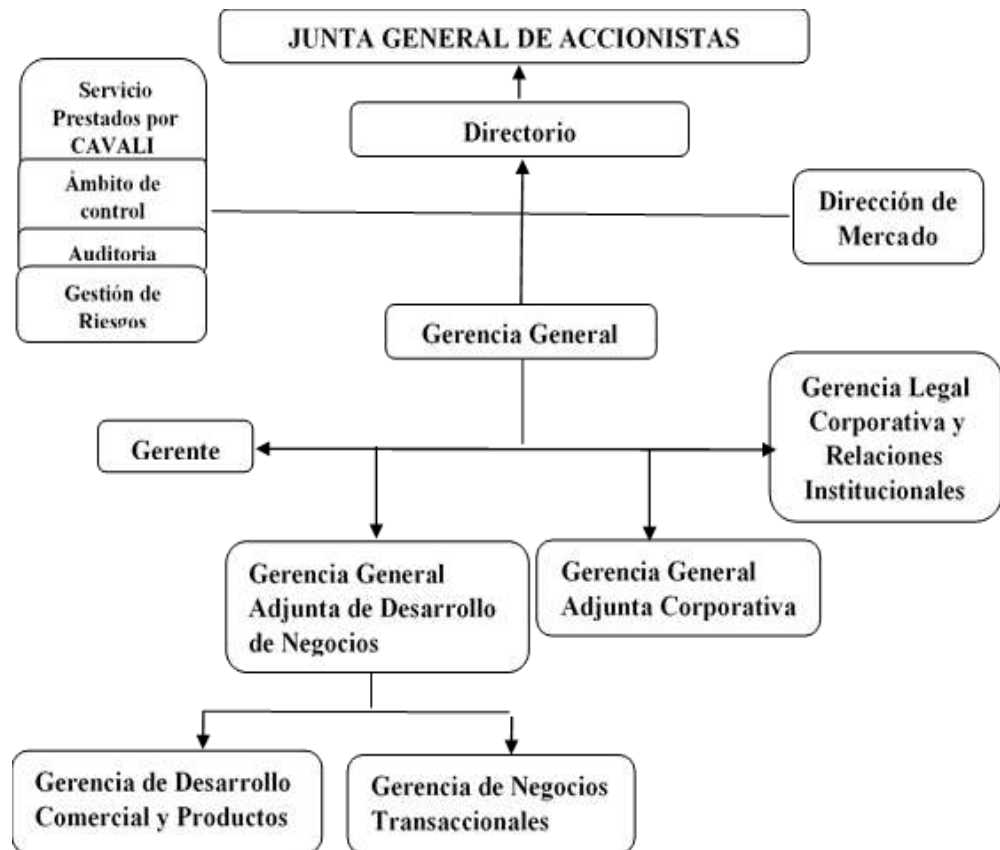 JUNTA GENERAL DE ACCIONISTAS
Servicio
Prestados por
CAVALI
Directorio
Ámbito de
control
Auditoria
Gestión de
Riesgos
Dirección de
Mercado
Gerencia General
Gerente
Gerencia Legal
Corporativa y
Relaciones
Institucionales
Gerencia General
Adjunta de Desarrollo
de Negocios
Gerencia General
Adjunta Corporativa
Gerencia de Desarrollo
Comercial y Productos
Gerencia de Negocios
Transaccionales